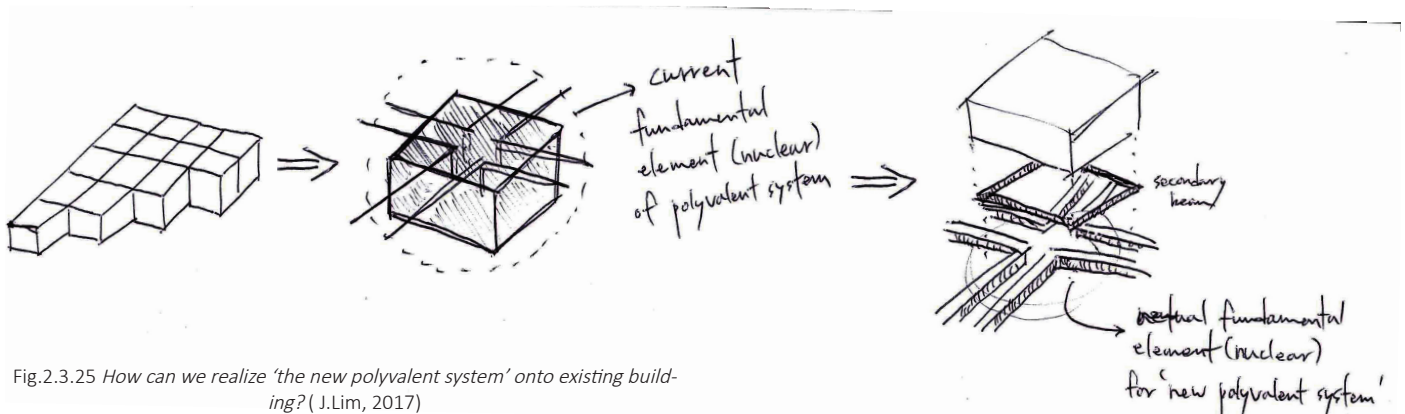 current
fundamental
element (nuclear)
of polyvalent system
secondary
beam
fundamental
element (nuclear)
for 'new polyvalent system'
Fig.2.3.25 How can we realize ‘the new polyvalent system’ onto existing build-
ing? ( J.Lim, 2017)